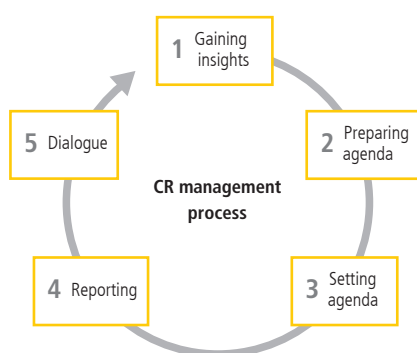 1 Gaining
insights
2 Preparing
agenda
3 Setting
agenda
4 Reporting
5 Dialogue
CR management
process